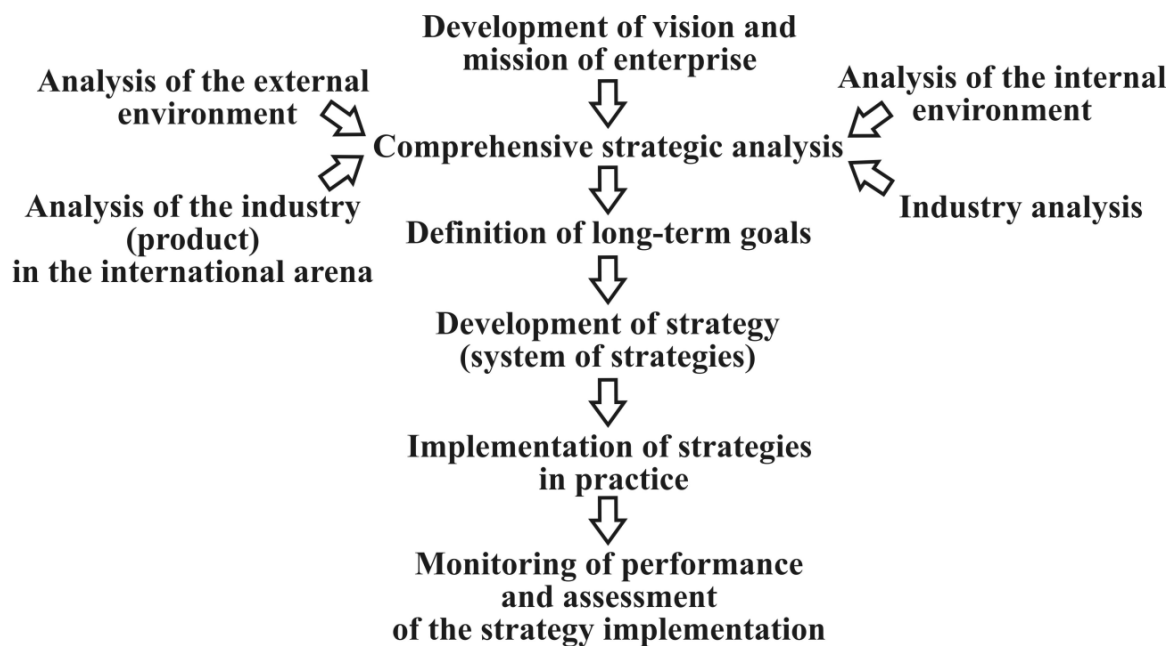 Development of vision and
mission of enterprise
Analysis of the external
environment
Analysis of the internal
environment
Comprehensive strategic analysis
Analysis of the industry
(product)
in the international arena
Industry analysis
Definition of long-term goals
Development of strategy
(system of strategies)
Implementation of strategies
in practice
Monitoring of performance
and assessment
of the strategy implementation